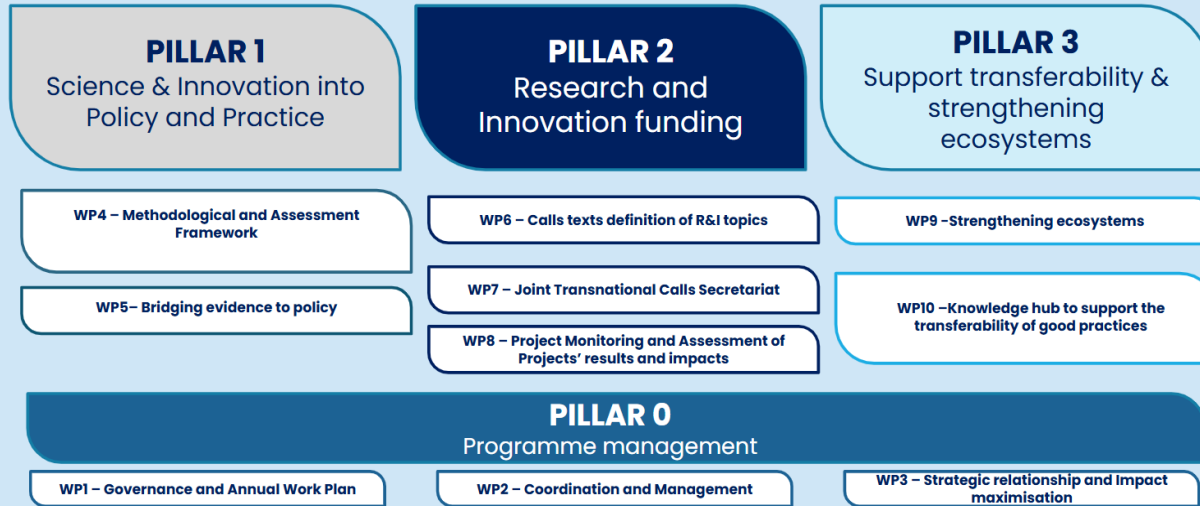 PILLAR 1
Science & Innovation into
Policy and Practice
WP4 – Methodological and Assessment
Framework
WP5– Bridging evidence to policy
PILLAR 2
Research and
Innovation funding
WP6 – Calls texts definition of R&I topics
WP7 – Joint Transnational Calls Secretariat
WP8 – Project Monitoring and Assessment of
Projects’ results and impacts
PILLAR 3
Support transferability &
strengthening
ecosystems
WP9 -Strengthening ecosystems
WP10 –Knowledge hub to support the
transferability of good practices
PILLAR 0
Programme management
WP1 – Governance and Annual Work Plan
WP2 – Coordination and Management
WP3 – Strategic relationship and Impact
maximisation